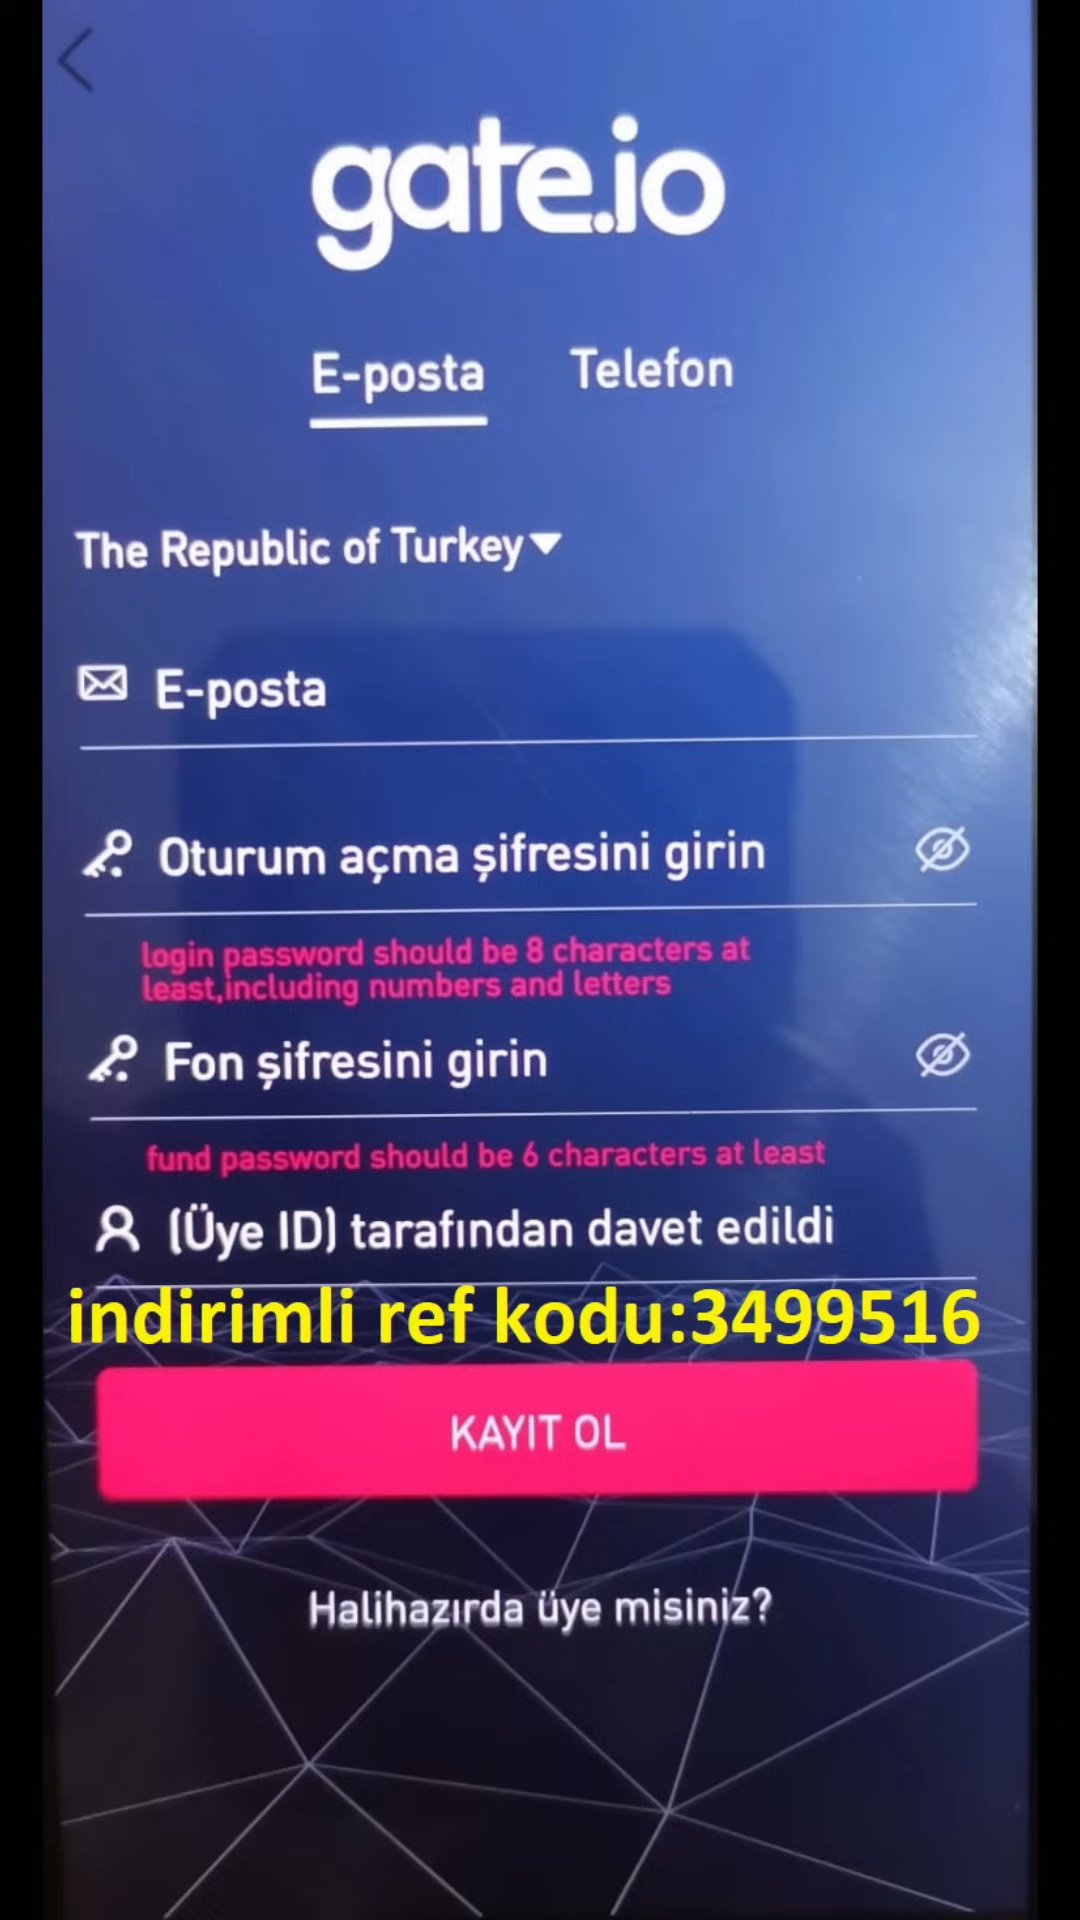 gate.io
E-posta Telefon
The Republic of Turkey
E-posta
Oturum açma şifresini girin
login password should be 8 characters at
least,including numbers and letters
Fon şifresini girin
fund password should be 6 characters at least
(Üye ID) tarafından davet edildi
indirimli ref kodu:3499516
KAYIT OL
Halihazırda üye misiniz?